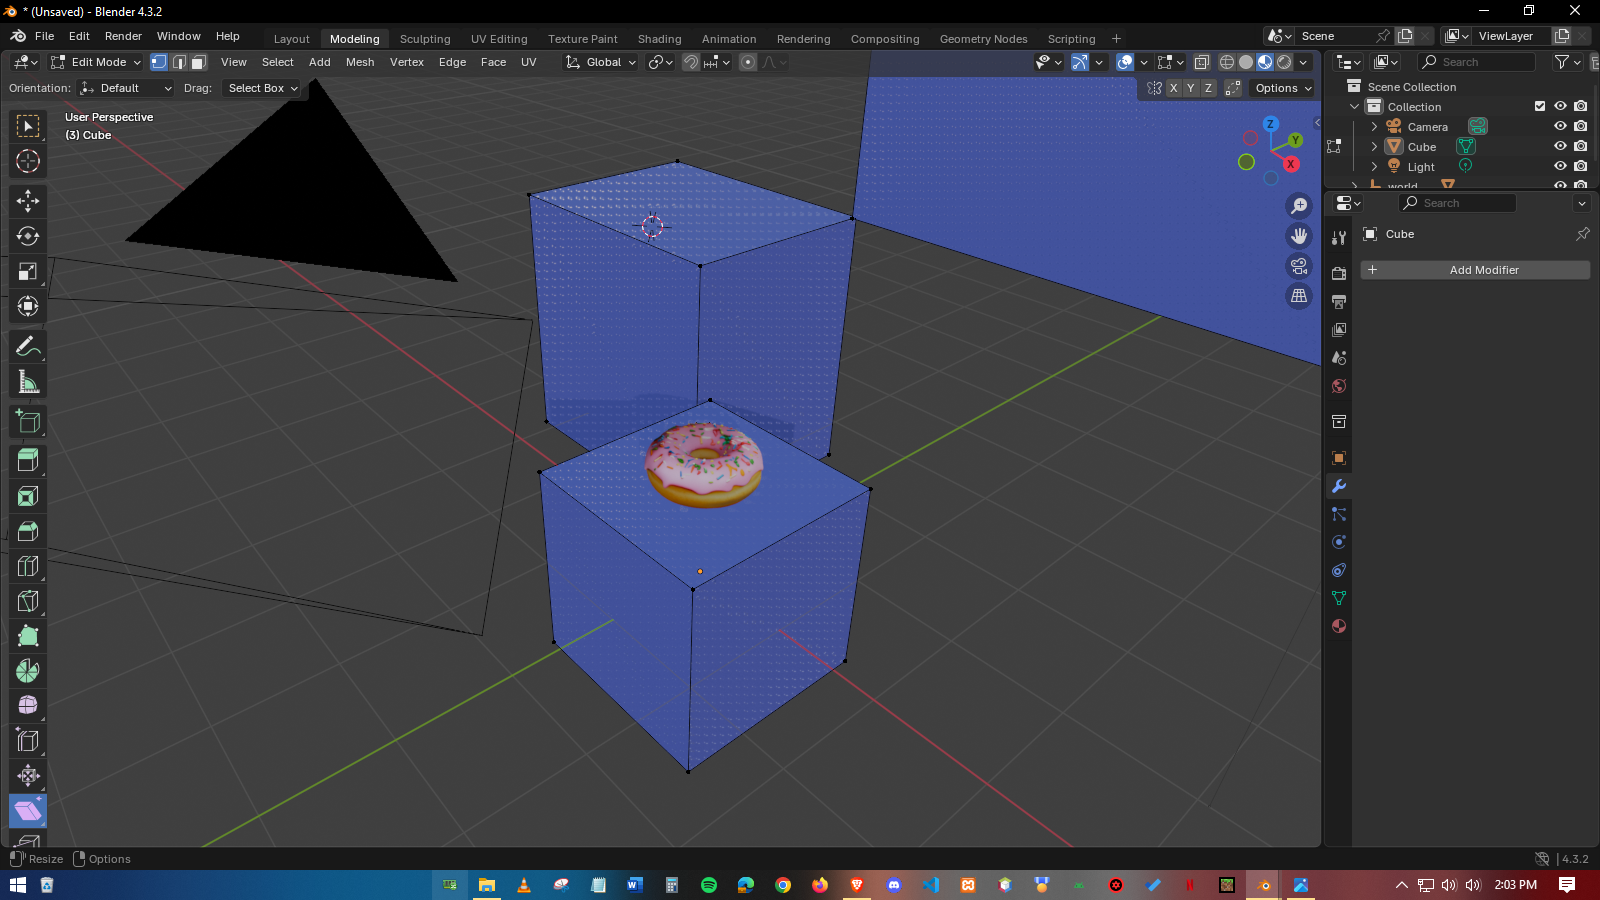 * (Unsaved) - Blender 4.3.2
File Edit Render Window Help Layout Modeling Sculpting UV Editing Texture Paint Shading Animation Rendering Compositing Geometry Nodes Scripting + Scene ViewLayer
Edit Mode View Select Add Mesh Vertex Edge Face UV Global Search
Orientation: Default Drag: Select Box X Y Z Options Scene Collection
Collection
User Perspective
(3) Cube
Camera
Cube
Light
world
Z
Y
X
Search
Cube
+ Add Modifier
Resize Options 4.3.2
2:03 PM